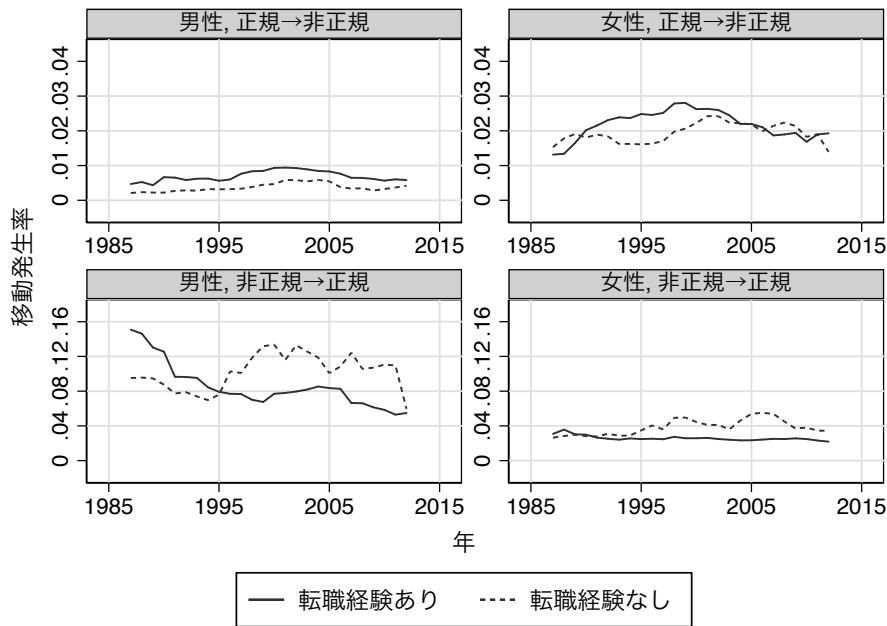 男性, 正規→非正規
女性, 正規→非正規
0 .01 .02 .03 .04
0 .01 .02 .03 .04
1985 1995 2005 2015
1985 1995 2005 2015
移動発生率
男性, 非正規→正規
女性, 非正規→正規
0 .04 .08 .12 .16
0 .04 .08 .12 .16
1985 1995 2005 2015
1985 1995 2005 2015
年
転職経験あり 転職経験なし